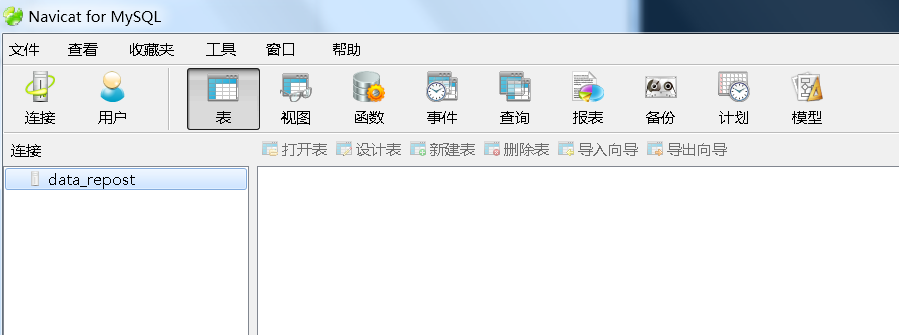 Navicat for MySQL
文件 查看 收藏夹 工具 窗口 帮助
连接 用户 表 视图 函数 事件 查询 报表 备份 计划 模型
连接 打开表 设计表 新建表 删除表 导入向导 导出向导
data_repost